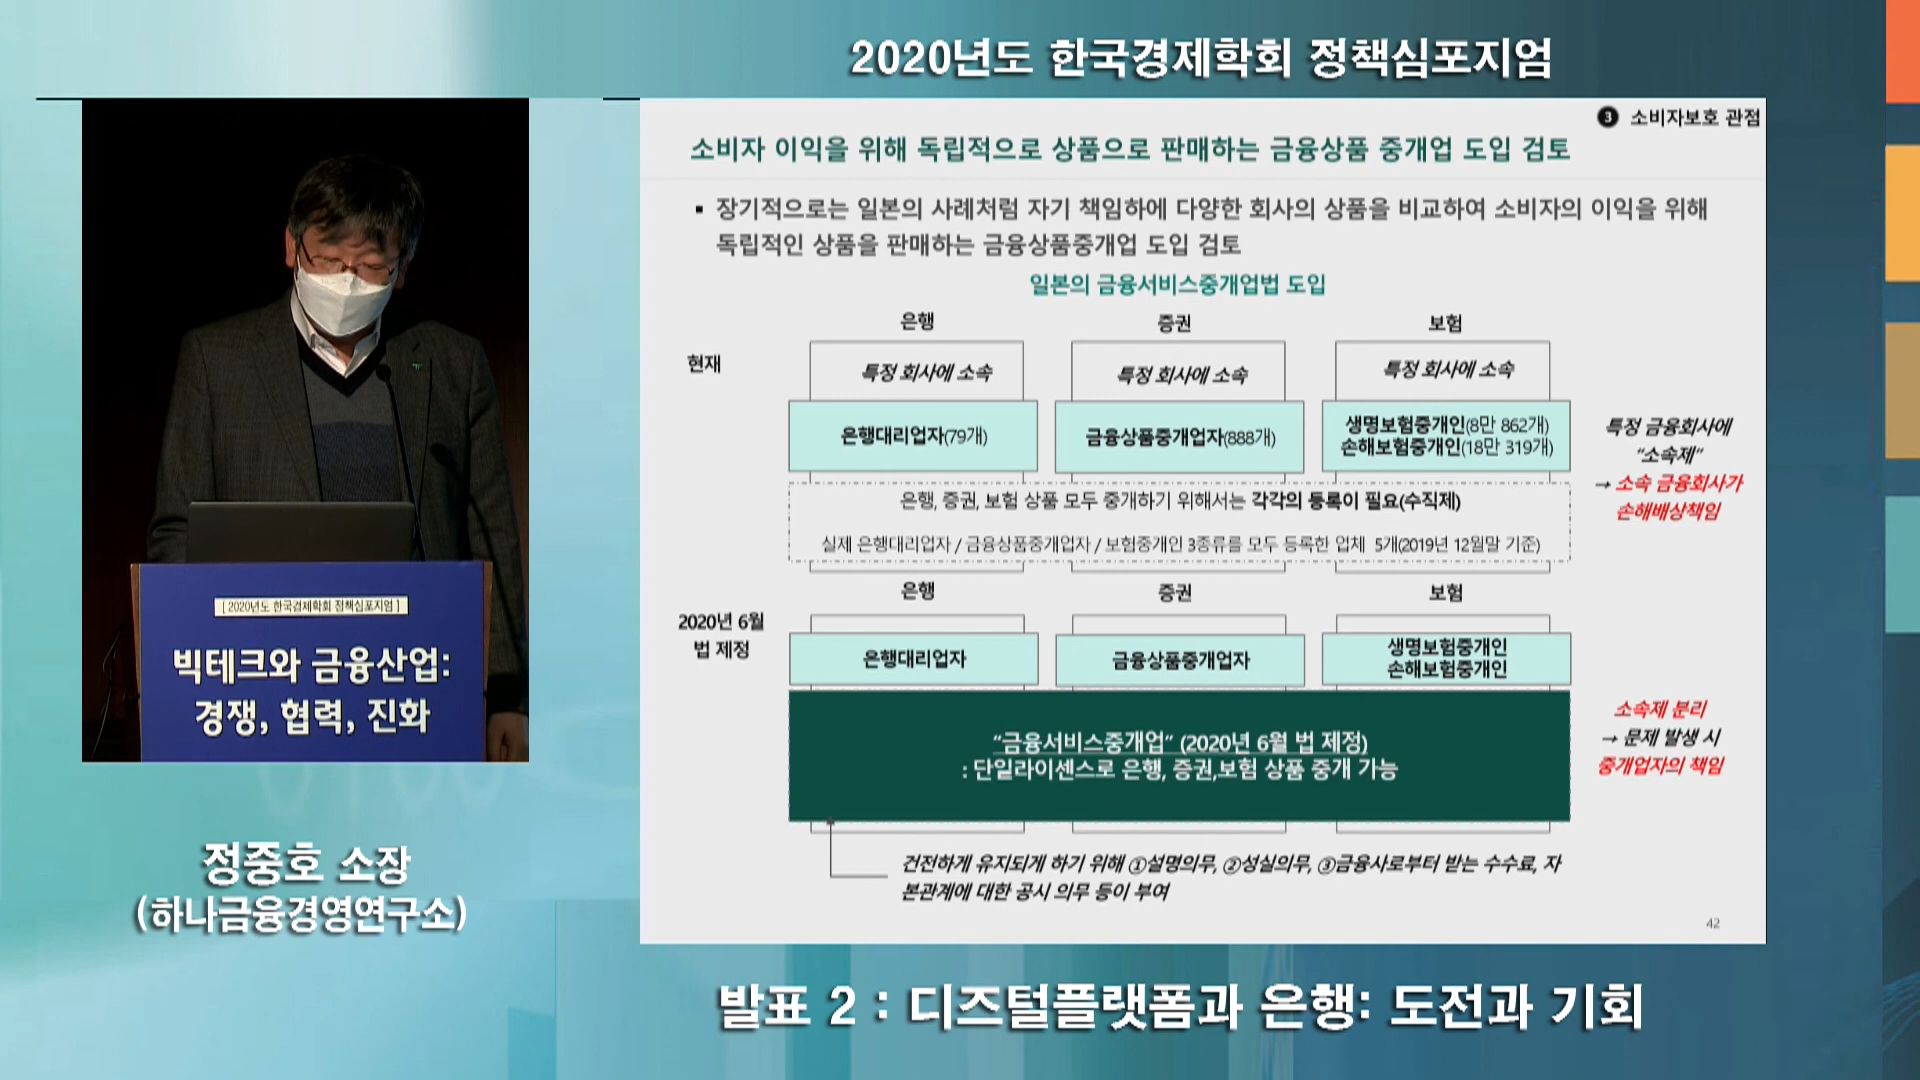 2020년도 한국경제학회 정책심포지엄
❸ 소비자보호 관점
소비자 이익을 위해 독립적으로 상품으로 판매하는 금융상품 중개업 도입 검토
▪ 장기적으로는 일본의 사례처럼 자기 책임하에 다양한 회사의 상품을 비교하여 소비자의 이익을 위해
독립적인 상품을 판매하는 금융상품중개업 도입 검토
일본의 금융서비스중개업법 도입
은행 증권 보험
현재
특정 회사에 소속 특정 회사에 소속 특정 회사에 소속
은행대리업자(79개)
금융상품중개업자(888개)
생명보험중개인(8만 862개)
손해보험중개인(18만 319개)
특정 금융회사에
"소속제"
→ 소속 금융회사가
손해배상책임
은행, 증권, 보험 상품 모두 중개하기 위해서는 각각의 등록이 필요(수직제)
실제 은행대리업자 / 금융상품중개업자 / 보험중개인 3종류를 모두 등록한 업체 5개(2019년 12월말 기준)
은행 증권 보험
2020년 6월
법 제정
은행대리업자
금융상품중개업자
생명보험중개인
손해보험중개인
"금융서비스중개업" (2020년 6월 법 제정)
: 단일라이센스로 은행, 증권,보험 상품 중개 가능
소속제 분리
→ 문제 발생 시
중개업자의 책임
건전하게 유지되게 하기 위해 ①설명의무, ②성실의무, ③금융사로부터 받는 수수료, 자
본관계에 대한 공시 의무 등이 부여
42
[ 2020년도 한국경제학회 정책심포지엄 ]
빅테크와 금융산업:
경쟁, 협력, 진화
정중호 소장
(하나금융경영연구소)
발표 2 : 디즈털플랫폼과 은행: 도전과 기회